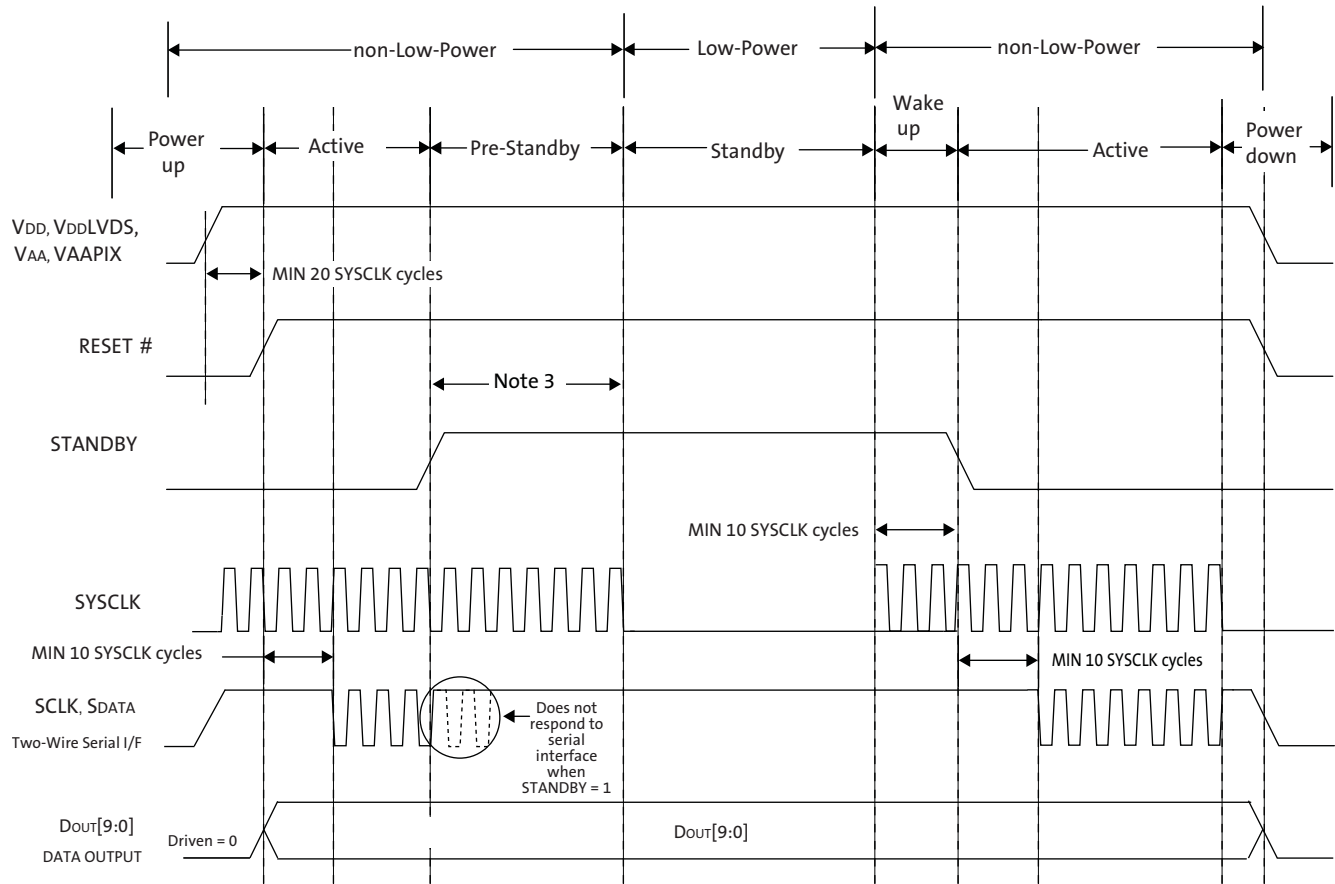 non-Low-Power
Low-Power
non-Low-Power
Power
up
Active
Pre-Standby
Standby
Wake
up
Active
Power
down
VDD, VDDLVDS,
VAA, VAAPIX
MIN 20 SYSCLK cycles
RESET #
Note 3
STANDBY
MIN 10 SYSCLK cycles
SYSCLK
MIN 10 SYSCLK cycles
MIN 10 SYSCLK cycles
SCLK, SDATA
Two-Wire Serial I/F
Does not
respond to
serial
interface
when
STANDBY = 1
DOUT[9:0]
DATA OUTPUT
Driven = 0
DOUT[9:0]